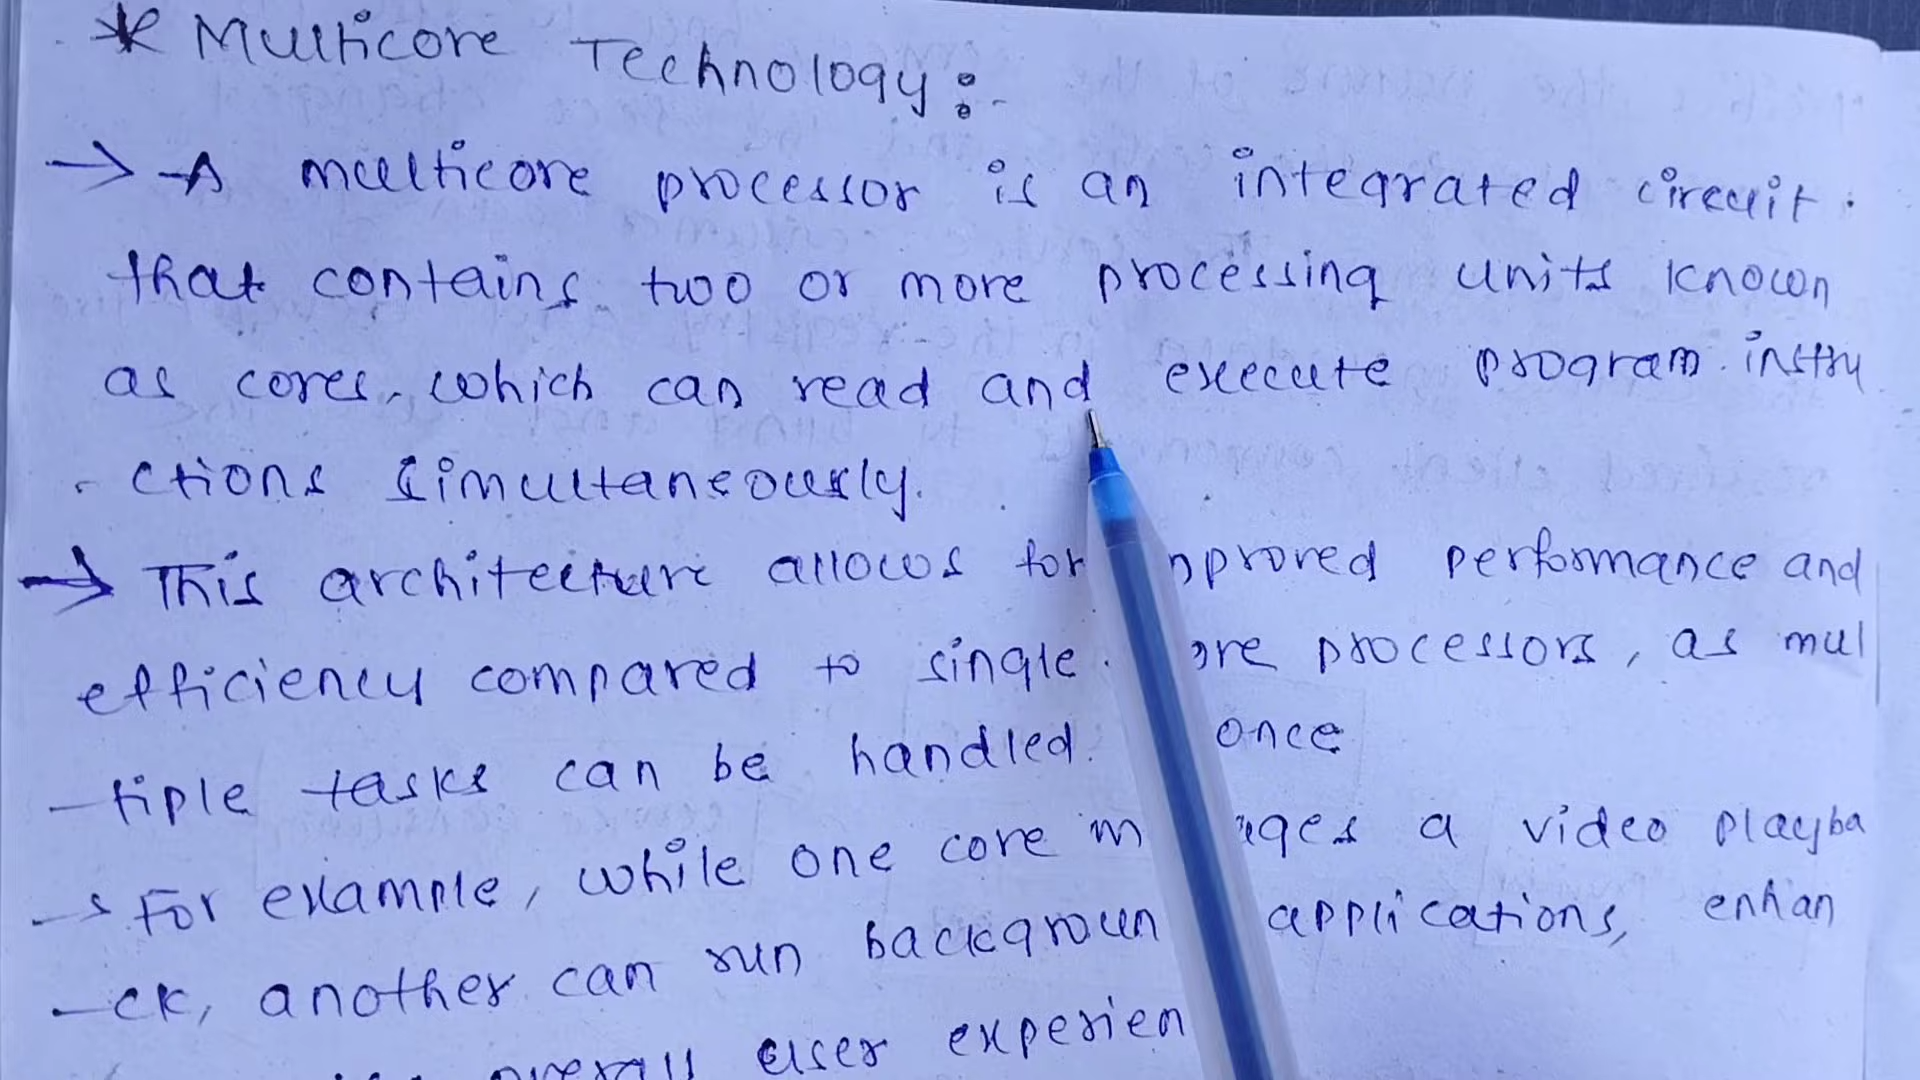 * Multicore Technology:-
→ A multicore processor is an integrated circuit
that contains two or more processing units known
as cores, which can read and execute program instru
-ctions simultaneously.
→ This architecture allows for mproved performance and
efficiency compared to single ore processors, as mul
-tiple tasks can be handled once
→ For example, while one core m ages a video playba
-ck, another can run backgroun applications, enhan
overall user experien